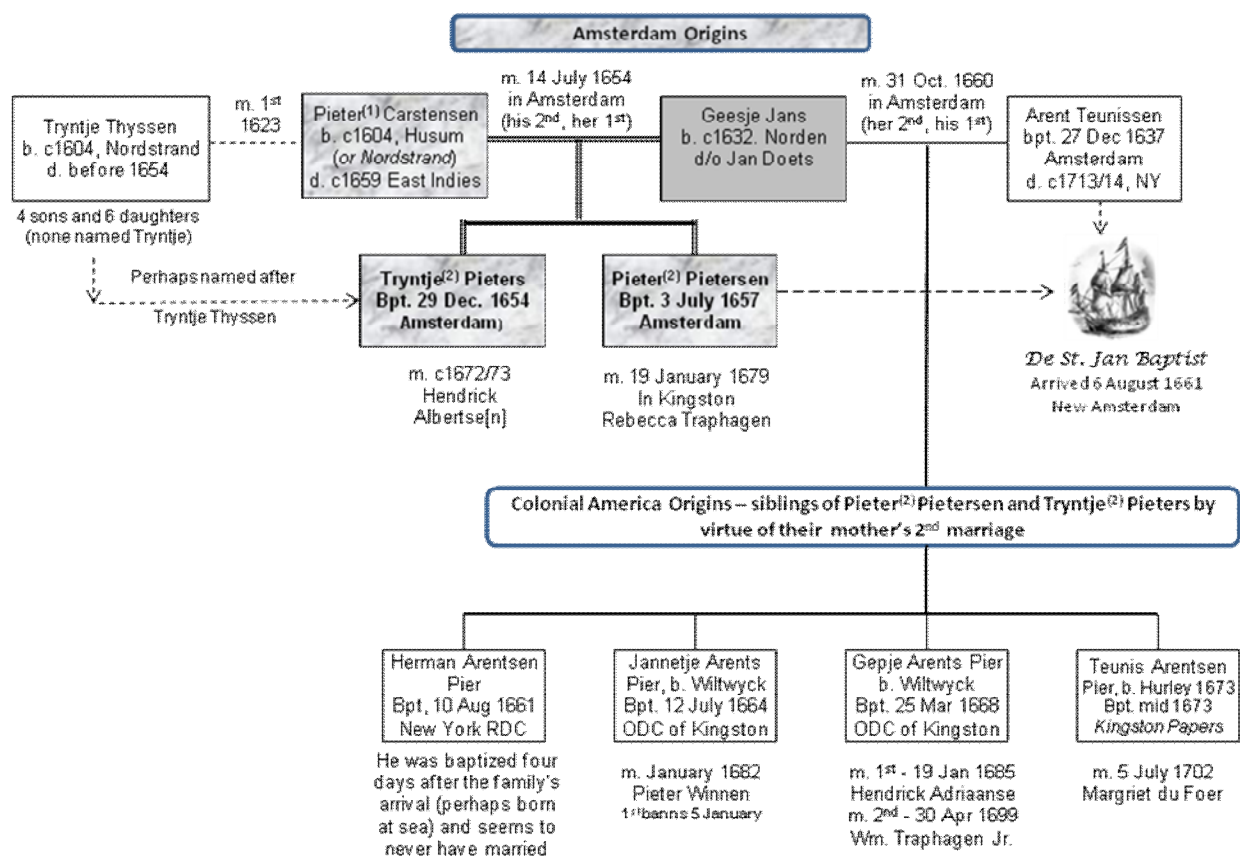 Amsterdam Origins
Tryntje Thyssen
b. c1604, Nordstrand
d. before 1654
m. 1st
1623
Pieter(1) Carstensen
b. c1604, Husum
(or Nordstrand)
d. c1659 East Indies
m. 14 July 1654
in Amsterdam
(his 2nd, her 1st)
Geesje Jans
b. c1632. Norden
d/o Jan Doets
m. 31 Oct. 1660
in Amsterdam
(her 2nd, his 1st)
Arent Teunissen
bpt. 27 Dec 1637
Amsterdam
d. c1713/14, NY
4 sons and 6 daughters
(none named Tryntje)
Perhaps named after
Tryntje Thyssen
Tryntje(2) Pieters
Bpt. 29 Dec. 1654
Amsterdam)
Pieter(2) Pietersen
Bpt. 3 July 1657
Amsterdam
De St. Jan Baptist
Arrived 6 August 1661
New Amsterdam
m. c1672/73
Hendrick
Albertse[n]
m. 19 January 1679
In Kingston
Rebecca Traphagen
Colonial America Origins – siblings of Pieter(2) Pietersen and Tryntje(2) Pieters by
virtue of their mother's 2nd marriage
Herman Arentsen
Pier
Bpt, 10 Aug 1661
New York RDC
Jannetje Arents
Pier, b. Wiltwyck
Bpt. 12 July 1664
ODC of Kingston
Gepje Arents Pier
b. Wiltwyck
Bpt. 25 Mar 1668
ODC of Kingston
Teunis Arentsen
Pier, b. Hurley 1673
Bpt. mid 1673
Kingston Papers
He was baptized four
days after the family's
arrival (perhaps born
at sea) and seems to
never have married
m. January 1682
Pieter Winnen
1st banns 5 January
m. 1st - 19 Jan 1685
Hendrick Adriaanse
m. 2nd - 30 Apr 1699
Wm. Traphagen Jr.
m. 5 July 1702
Margriet du Foer